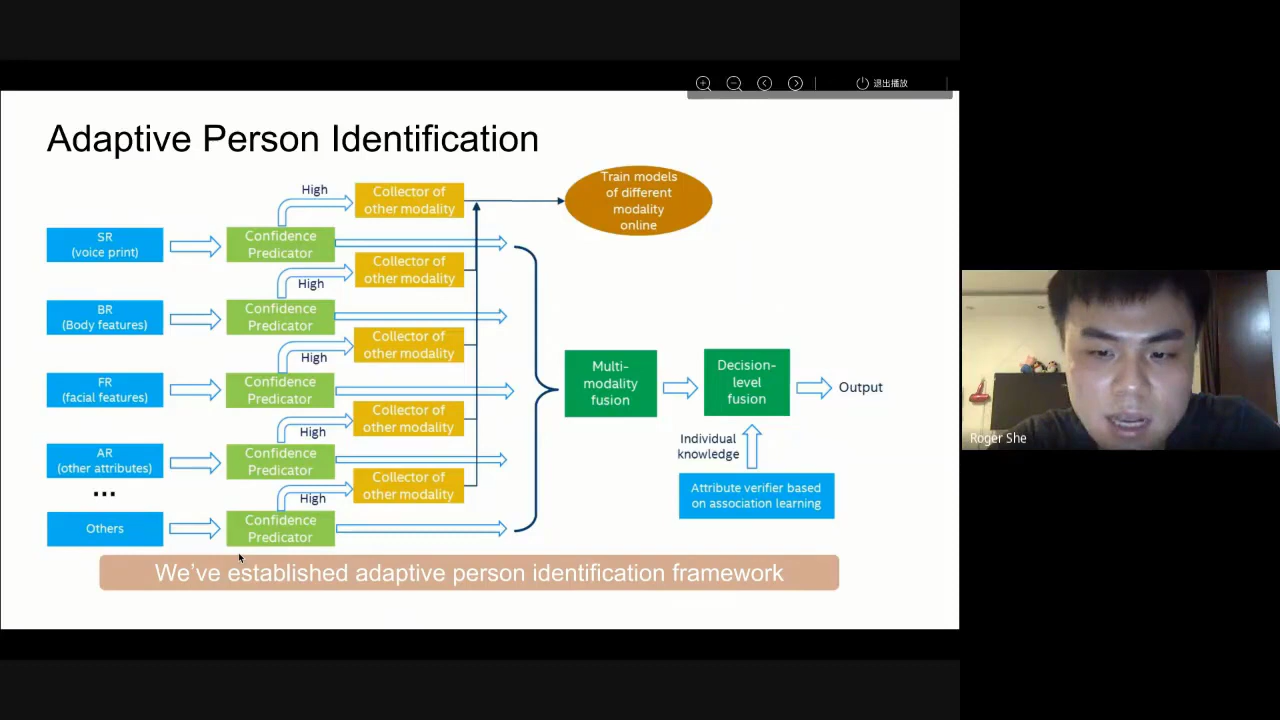 退出播放
Adaptive Person Identification
High
Collector of
other modality
Train models
of different
modality
online
SR
(voice print)
Confidence
Predicator
High
Collector of
other modality
BR
(Body features)
Confidence
Predicator
High
Collector of
other modality
FR
(facial features)
Confidence
Predicator
High
Collector of
other modality
AR
(other attributes)
Confidence
Predicator
High
Collector of
other modality
...
Others
Confidence
Predicator
Multi-
modality
fusion
Decision-
level
fusion
Output
Individual
knowledge
Attribute verifier based
on association learning
We've established adaptive person identification framework
Roger She